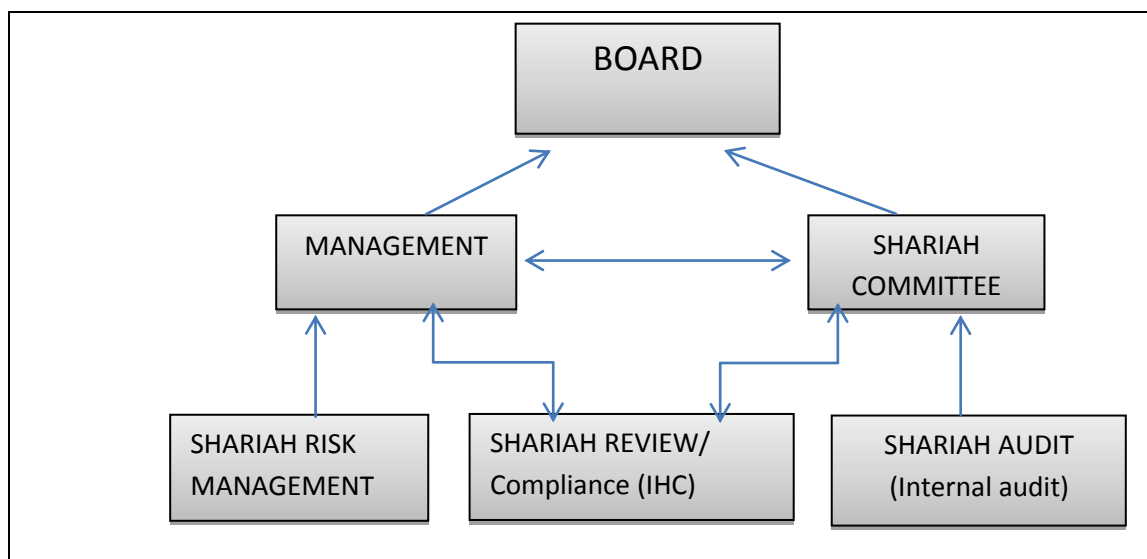 BOARD
MANAGEMENT
SHARIAH
COMMITTEE
SHARIAH RISK
MANAGEMENT
SHARIAH REVIEW/
Compliance (IHC)
SHARIAH AUDIT
(Internal audit)